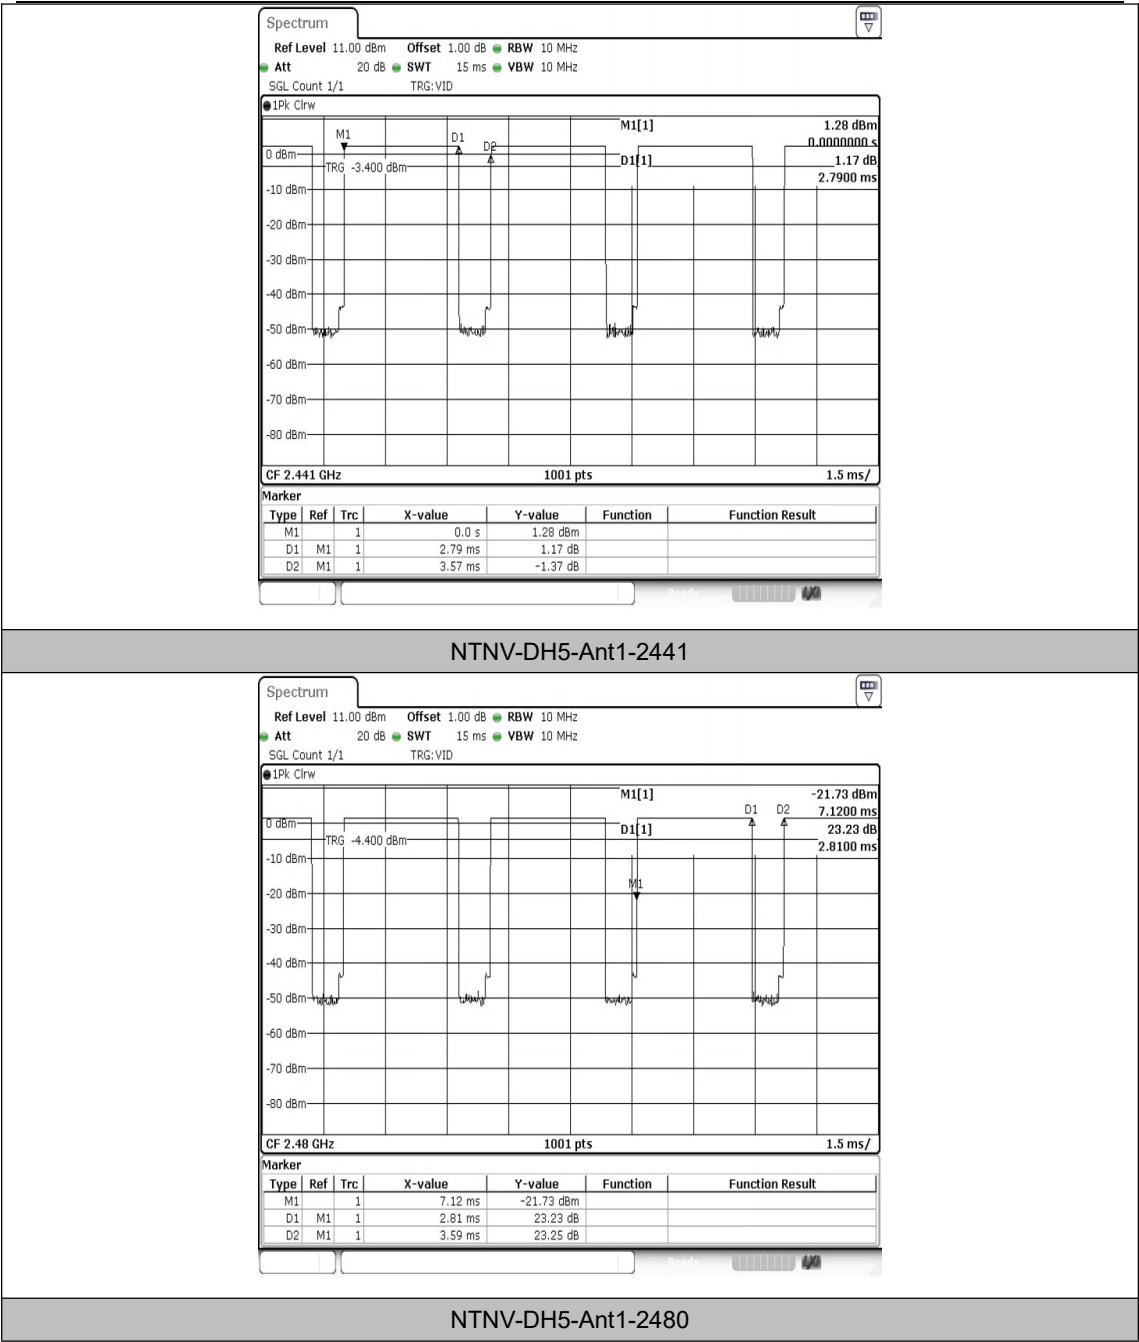 Spectrum
Ref Level 11.00 dBm Offset 1.00 dB RBW 10 MHz
Att 20 dB SWT 15 ms VBW 10 MHz
SGL Count 1/1 TRG:VID
1Pk Clrw
M1[1] 1.28 dBm
0.0000000 s
D1[1] 1.17 dB
2.7900 ms
M1
D1
D2
0 dBm
TRG -3.400 dBm
-10 dBm
-20 dBm
-30 dBm
-40 dBm
-50 dBm
-60 dBm
-70 dBm
-80 dBm
CF 2.441 GHz 1001 pts 1.5 ms/
Marker
Type Ref Trc X-value Y-value Function Function Result
M1 1 0.0 s 1.28 dBm
D1 M1 1 2.79 ms 1.17 dB
D2 M1 1 3.57 ms -1.37 dB
Ready
NTNV-DH5-Ant1-2441
Spectrum
Ref Level 11.00 dBm Offset 1.00 dB RBW 10 MHz
Att 20 dB SWT 15 ms VBW 10 MHz
SGL Count 1/1 TRG:VID
1Pk Clrw
M1[1] -21.73 dBm
7.1200 ms
D1[1] 23.23 dB
2.8100 ms
D1 D2
0 dBm
TRG -4.400 dBm
-10 dBm
M1
-20 dBm
-30 dBm
-40 dBm
-50 dBm
-60 dBm
-70 dBm
-80 dBm
CF 2.48 GHz 1001 pts 1.5 ms/
Marker
Type Ref Trc X-value Y-value Function Function Result
M1 1 7.12 ms -21.73 dBm
D1 M1 1 2.81 ms 23.23 dB
D2 M1 1 3.59 ms 23.25 dB
Ready
NTNV-DH5-Ant1-2480